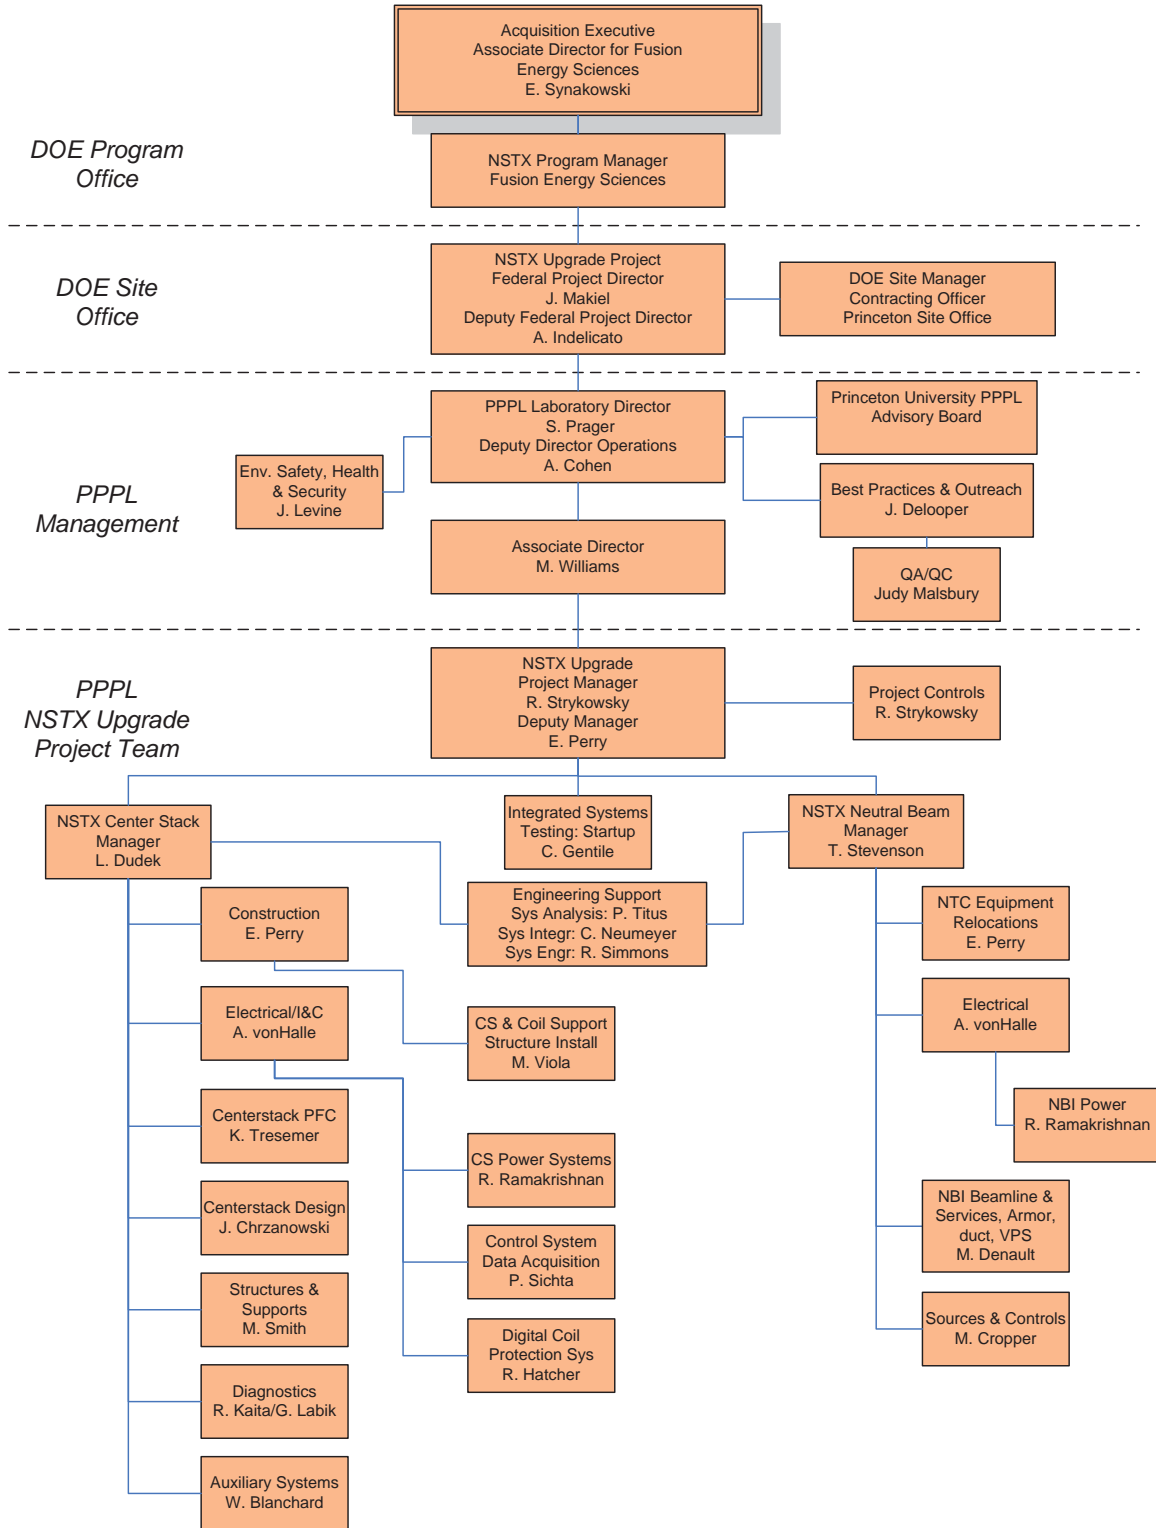 Acquisition Executive
Associate Director for Fusion
Energy Sciences
E. Synakowski
DOE Program
Office
NSTX Program Manager
Fusion Energy Sciences
DOE Site
Office
NSTX Upgrade Project
Federal Project Director
J. Makiel
Deputy Federal Project Director
A. Indelicato
DOE Site Manager
Contracting Officer
Princeton Site Office
PPPL
Management
PPPL Laboratory Director
S. Prager
Deputy Director Operations
A. Cohen
Princeton University PPPL
Advisory Board
Env. Safety, Health
& Security
J. Levine
Best Practices & Outreach
J. Delooper
Associate Director
M. Williams
QA/QC
Judy Malsbury
PPPL
NSTX Upgrade
Project Team
NSTX Upgrade
Project Manager
R. Strykowsky
Deputy Manager
E. Perry
Project Controls
R. Strykowsky
NSTX Center Stack
Manager
L. Dudek
Integrated Systems
Testing: Startup
C. Gentile
NSTX Neutral Beam
Manager
T. Stevenson
Engineering Support
Sys Analysis: P. Titus
Sys Integr: C. Neumeyer
Sys Engr: R. Simmons
Construction
E. Perry
Electrical/I&C
A. vonHalle
Centerstack PFC
K. Tresemer
Centerstack Design
J. Chrzanowski
Structures &
Supports
M. Smith
Diagnostics
R. Kaita/G. Labik
Auxiliary Systems
W. Blanchard
CS & Coil Support
Structure Install
M. Viola
CS Power Systems
R. Ramakrishnan
Control System
Data Acquisition
P. Sichta
Digital Coil
Protection Sys
R. Hatcher
NTC Equipment
Relocations
E. Perry
Electrical
A. vonHalle
NBI Power
R. Ramakrishnan
NBI Beamline &
Services, Armor,
duct, VPS
M. Denault
Sources & Controls
M. Cropper